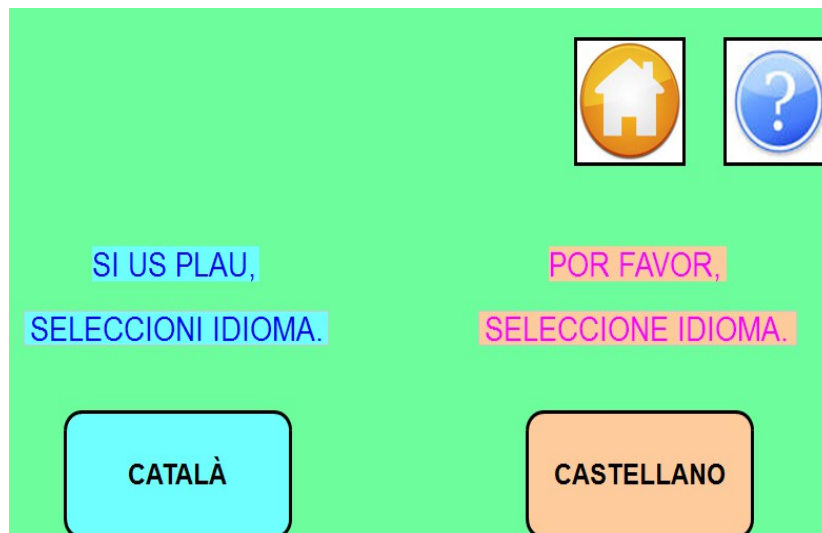 SI US PLAU,
SELECCIONI IDIOMA.
POR FAVOR,
SELECCIONE IDIOMA.
CATALÀ
CASTELLANO